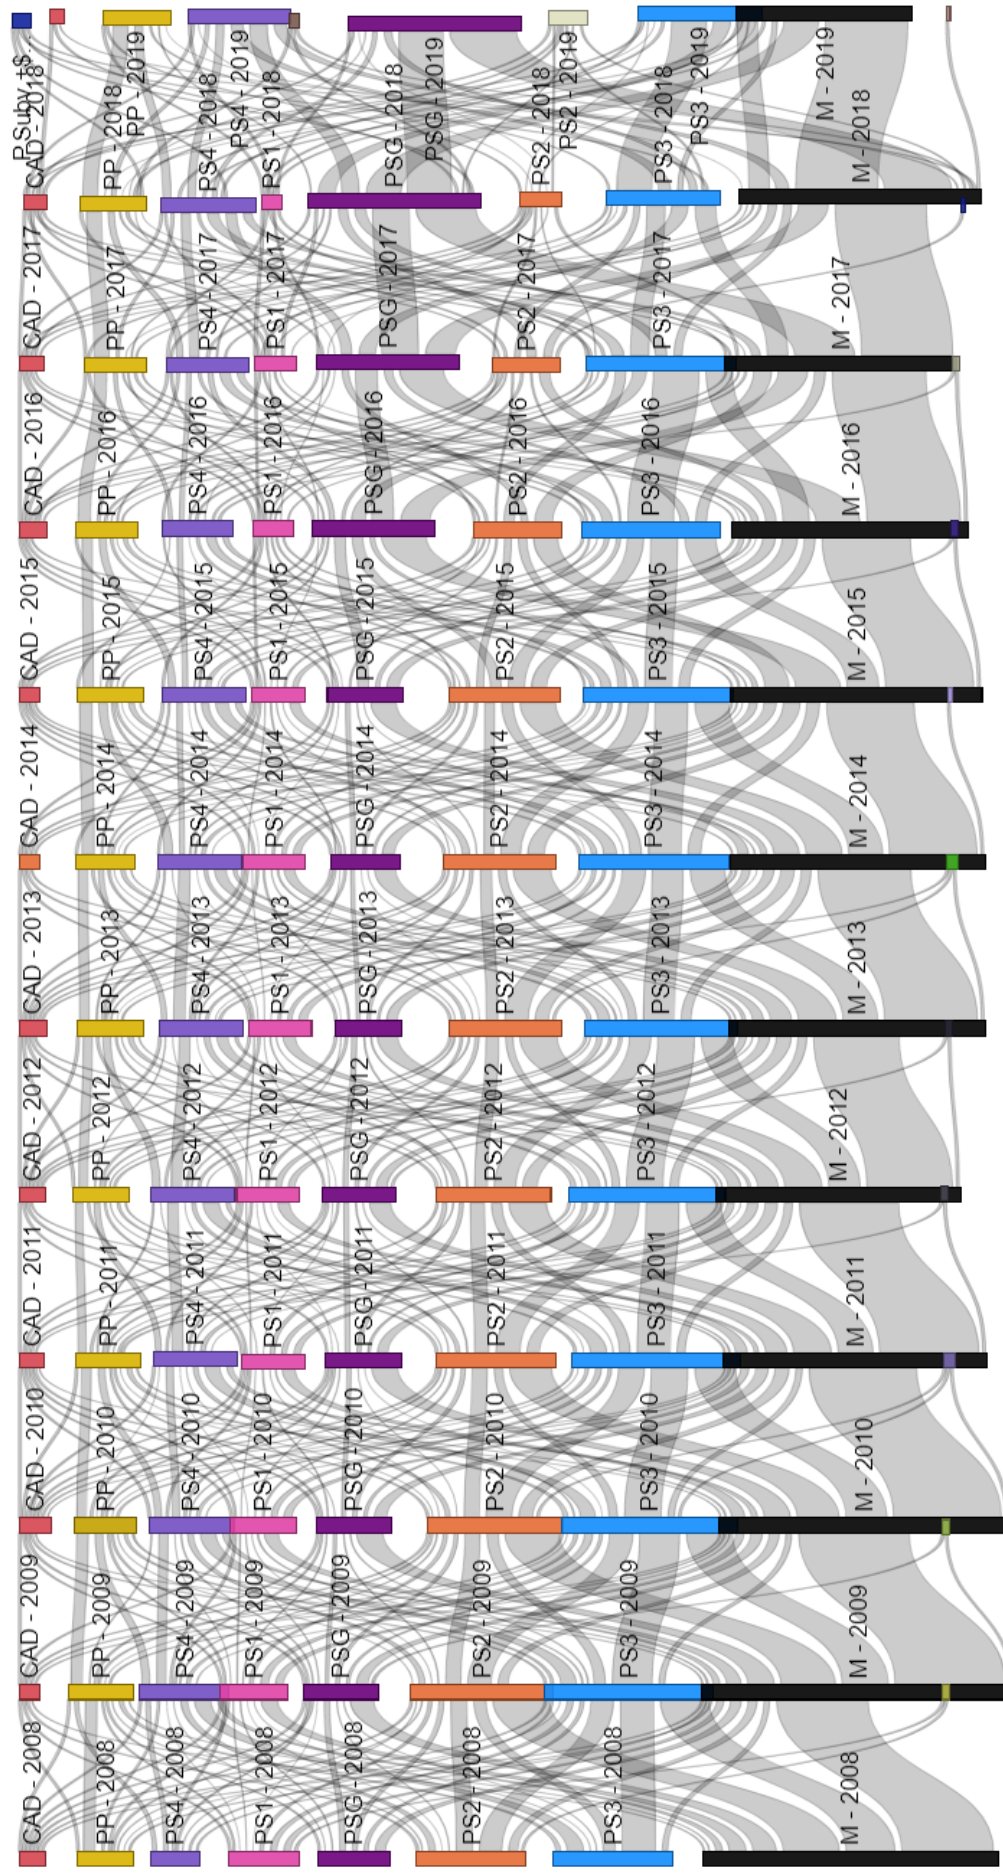 CAD - 2008
PP - 2008
PS4 - 2008
PS1 - 2008
PSG - 2008
PS2 - 2008
PS3 - 2008
M - 2008
CAD - 2009
PP - 2009
PS4 - 2009
PS1 - 2009
PSG - 2009
PS2 - 2009
PS3 - 2009
M - 2009
CAD - 2010
PP - 2010
PS4 - 2010
PS1 - 2010
PSG - 2010
PS2 - 2010
PS3 - 2010
M - 2010
CAD - 2011
PP - 2011
PS4 - 2011
PS1 - 2011
PSG - 2011
PS2 - 2011
PS3 - 2011
M - 2011
CAD - 2012
PP - 2012
PS4 - 2012
PS1 - 2012
PSG - 2012
PS2 - 2012
PS3 - 2012
M - 2012
CAD - 2013
PP - 2013
PS4 - 2013
PS1 - 2013
PSG - 2013
PS2 - 2013
PS3 - 2013
M - 2013
CAD - 2014
PP - 2014
PS4 - 2014
PS1 - 2014
PSG - 2014
PS2 - 2014
PS3 - 2014
M - 2014
CAD - 2015
PP - 2015
PS4 - 2015
PS1 - 2015
PSG - 2015
PS2 - 2015
PS3 - 2015
M - 2015
CAD - 2016
PP - 2016
PS4 - 2016
PS1 - 2016
PSG - 2016
PS2 - 2016
PS3 - 2016
M - 2016
CAD - 2017
PP - 2017
PS4 - 2017
PS1 - 2017
PSG - 2017
PS2 - 2017
PS3 - 2017
M - 2017
CAD - 2018
PP - 2018
PS4 - 2018
PS1 - 2018
PSG - 2018
PS2 - 2018
PS3 - 2018
M - 2018
PP - 2019
PS4 - 2019
PSG - 2019
PS2 - 2019
PS3 - 2019
M - 2019